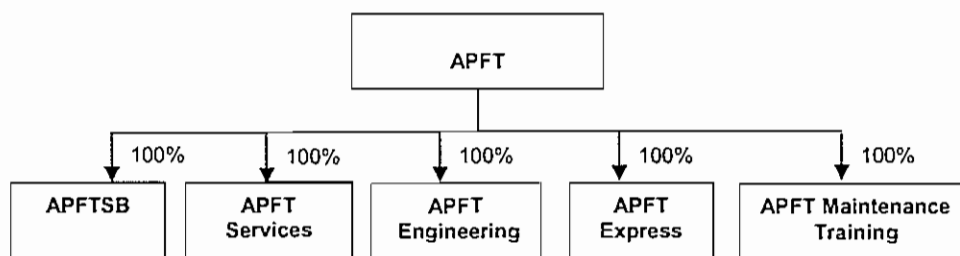 APFT
100%
100%
100%
100%
100%
APFTSB
APFT
Services
APFT
Engineering
APFT
Express
APFT Maintenance
Training